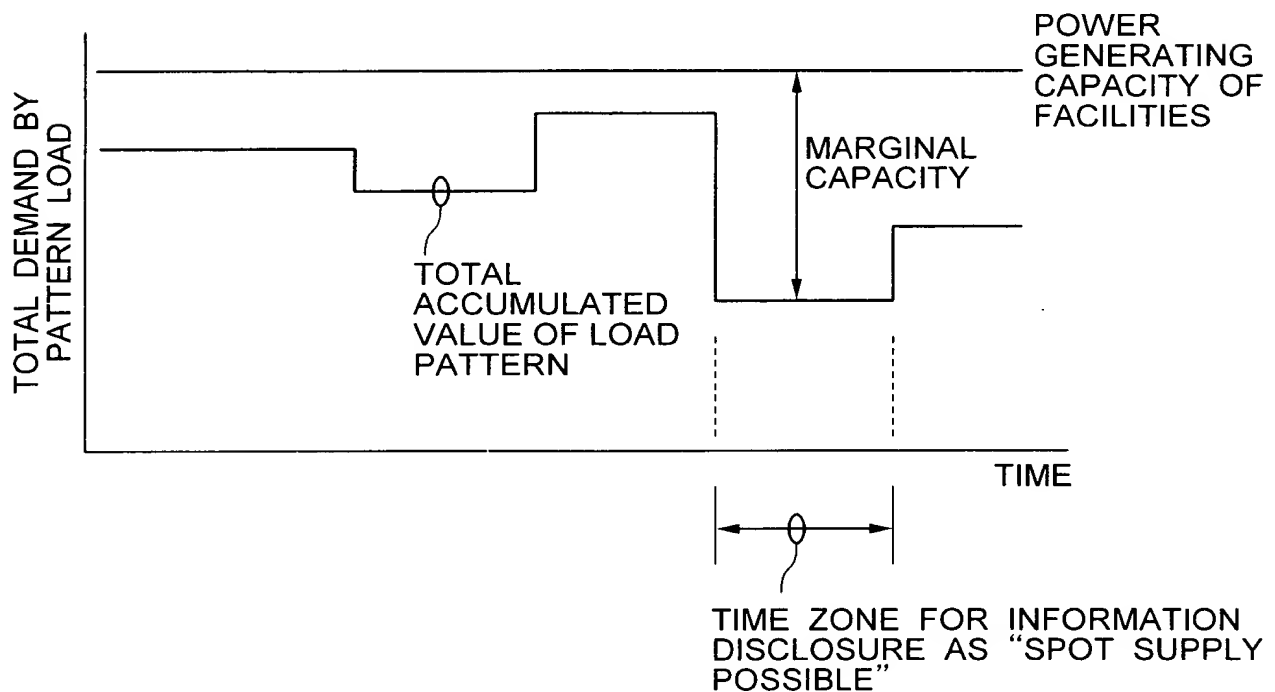 POWER
GENERATING
CAPACITY OF
FACILITIES
TOTAL DEMAND BY
PATTERN LOAD
MARGINAL
CAPACITY
TOTAL
ACCUMULATED
VALUE OF LOAD
PATTERN
TIME
TIME ZONE FOR INFORMATION
DISCLOSURE AS “SPOT SUPPLY
POSSIBLE”